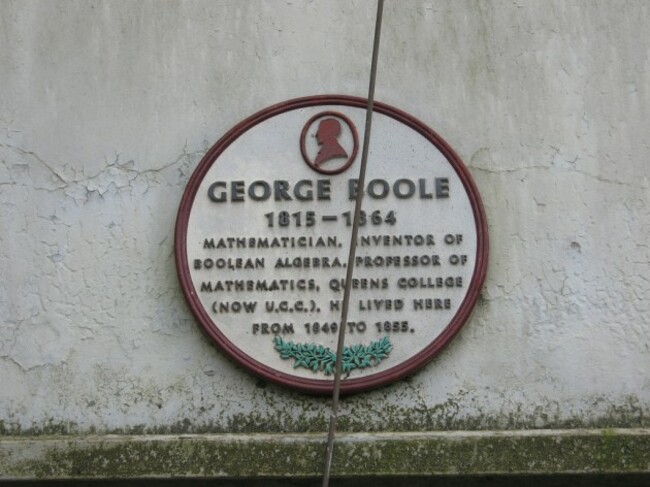 GEORGE BOOLE
1815-1864
MATHEMATICIAN, INVENTOR OF
BOOLEAN ALGEBRA, PROFESSOR OF
MATHEMATICS, QUEENS COLLEGE
(NOW U.C.C.). HE LIVED HERE
FROM 1849 TO 1855.